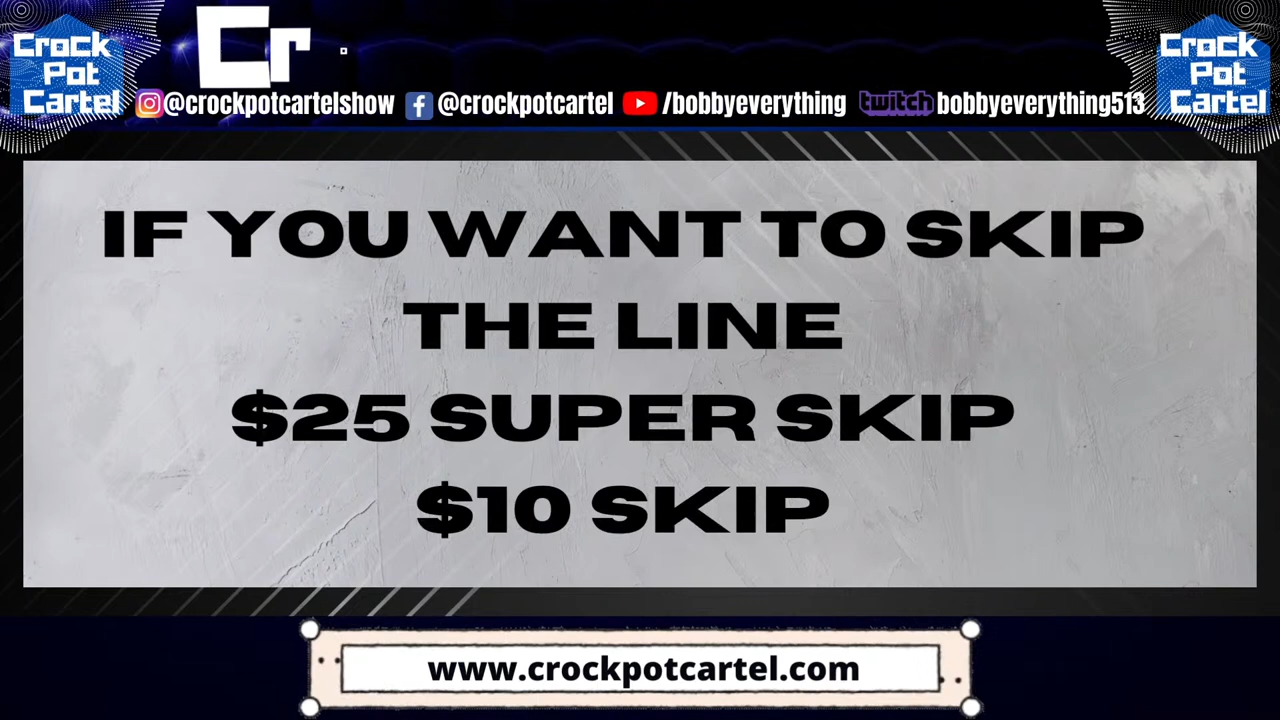 Cr
Crock
Pot
Cartel
@crockpotcartelshow @crockpotcartel /bobbyeverything twitch bobbyeverything513
Crock
Pot
Cartel
IF YOU WANT TO SKIP
THE LINE
$25 SUPER SKIP
$10 SKIP
www.crockpotcartel.com